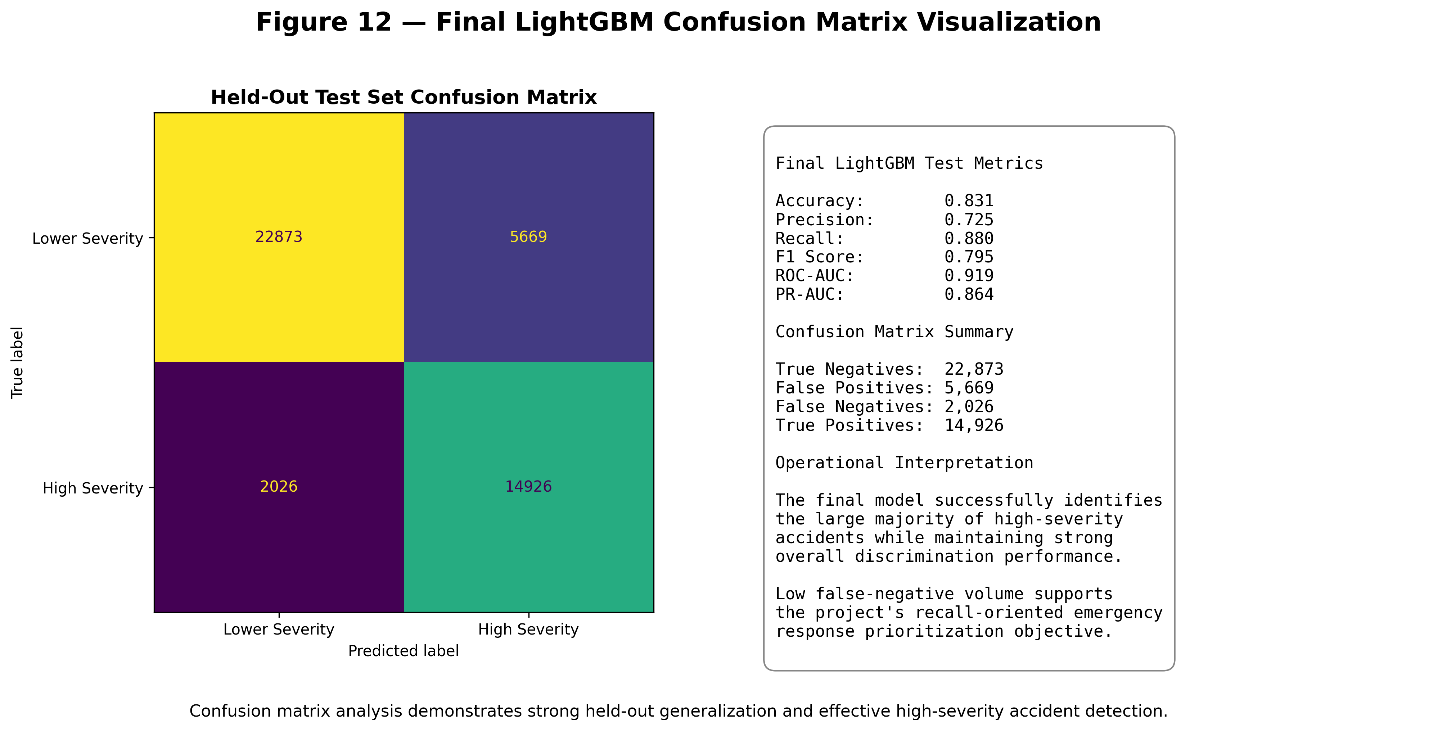 Figure 12 — Final LightGBM Confusion Matrix Visualization
Held-Out Test Set Confusion Matrix
True label
Lower Severity
22873
5669
High Severity
2026
14926
Lower Severity
High Severity
Predicted label
Final LightGBM Test Metrics
Accuracy: 0.831
Precision: 0.725
Recall: 0.880
F1 Score: 0.795
ROC-AUC: 0.919
PR-AUC: 0.864
Confusion Matrix Summary
True Negatives: 22,873
False Positives: 5,669
False Negatives: 2,026
True Positives: 14,926
Operational Interpretation
The final model successfully identifies
the large majority of high-severity
accidents while maintaining strong
overall discrimination performance.
Low false-negative volume supports
the project's recall-oriented emergency
response prioritization objective.
Confusion matrix analysis demonstrates strong held-out generalization and effective high-severity accident detection.